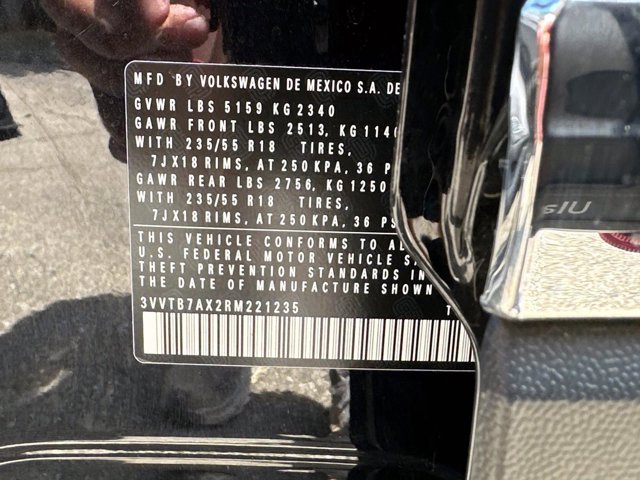 MFD BY VOLKSWAGEN DE MEXICO S.A. DE
GVWR LBS 5159 KG 2340
GAWR FRONT LBS 2513, KG 1140
WITH 235/55 R18 TIRES,
7JX18 RIMS, AT 250 KPA, 36 PS
GAWR REAR LBS 2756, KG 1250
WITH 235/55 R18 TIRES,
7JX18 RIMS, AT 250 KPA, 36 PS
THIS VEHICLE CONFORMS TO AL
U.S. FEDERAL MOTOR VEHICLE S
THEFT PREVENTION STANDARDS IN
THE DATE OF MANUFACTURE SHOWN
3VVTB7AX2RM221235 T